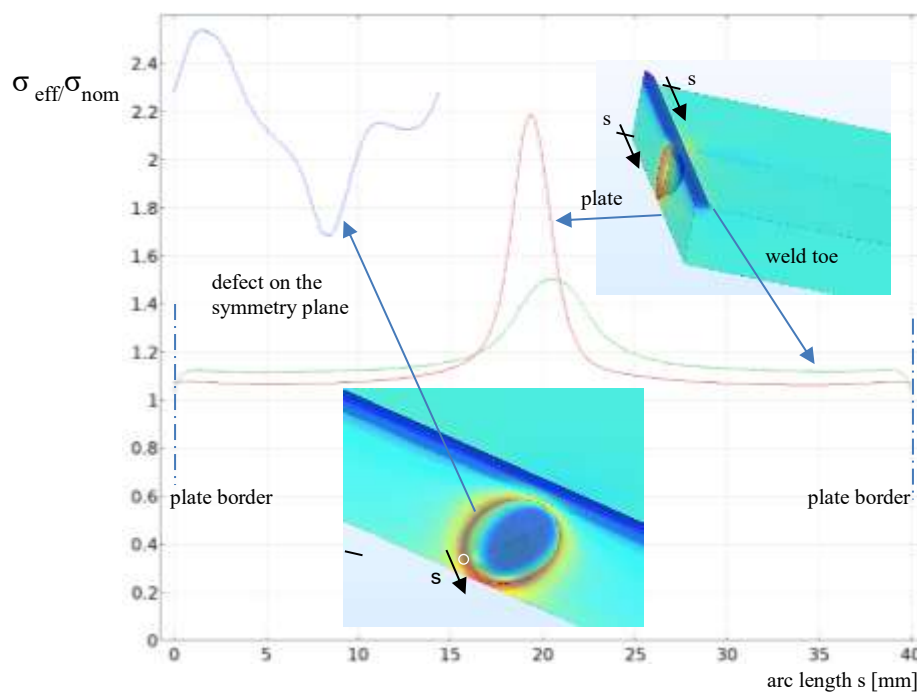 2.4
σ eff/σnom
2.2
2
1.8
1.6
1.4
1.2
1
0.8
0.6
0.4
0.2
0
s
s
plate
weld toe
defect on the
symmetry plane
plate border
plate border
s
0
5
10
15
20
25
30
35
40
arc length s [mm]